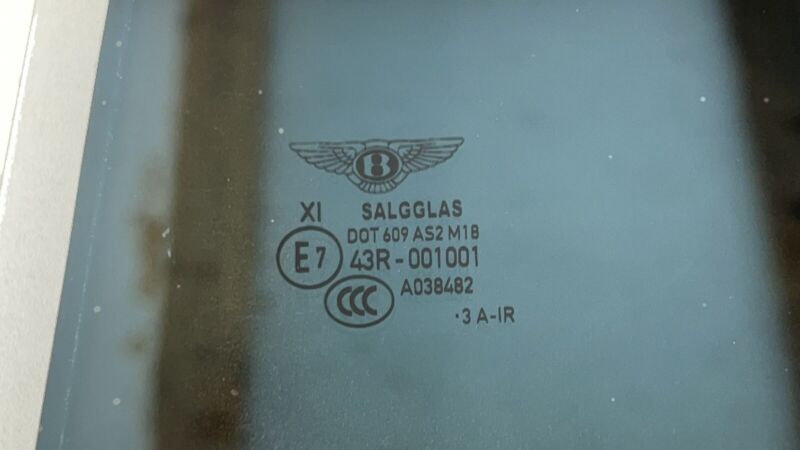 B
XI SALGGLAS
DOT 609 AS2 M18
E7 43R-001001
CCC A038482
·3 A-IR